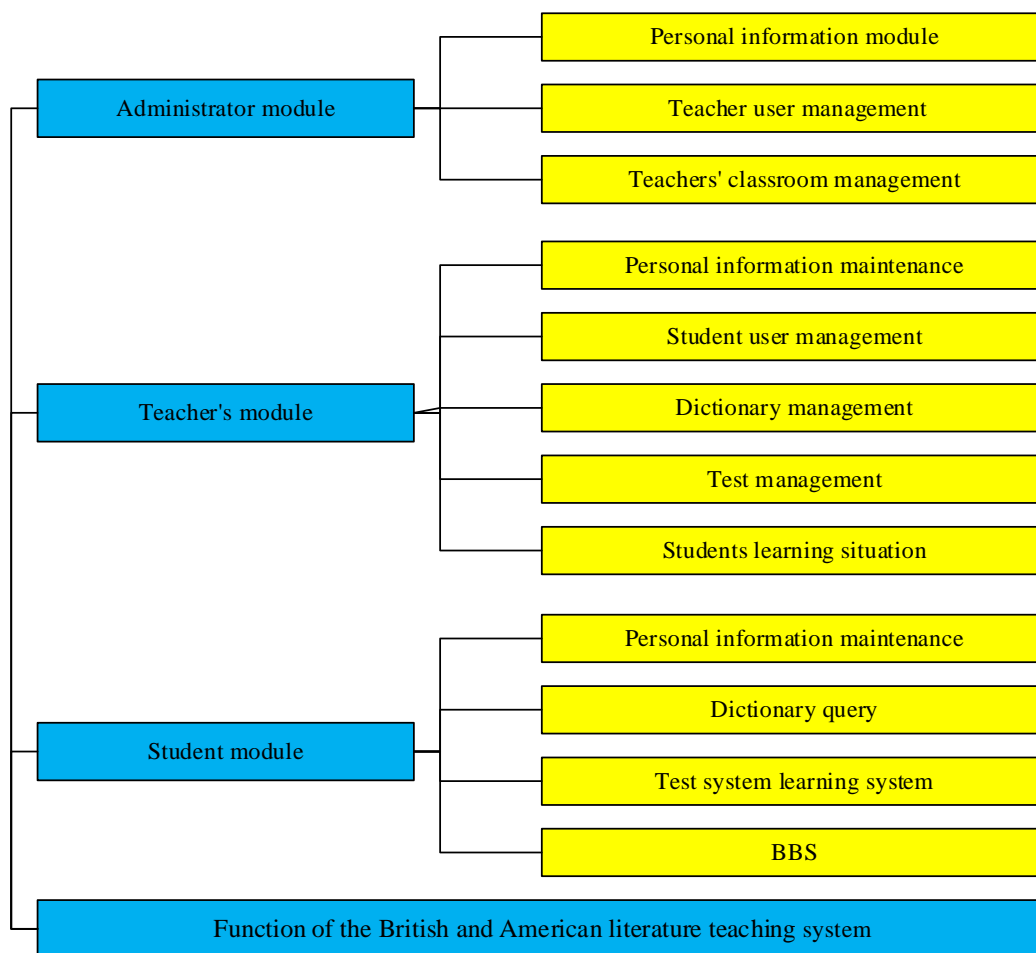 Administrator module
Personal information module
Teacher user management
Teachers' classroom management
Teacher's module
Personal information maintenance
Student user management
Dictionary management
Test management
Students learning situation
Student module
Personal information maintenance
Dictionary query
Test system learning system
BBS
Function of the British and American literature teaching system